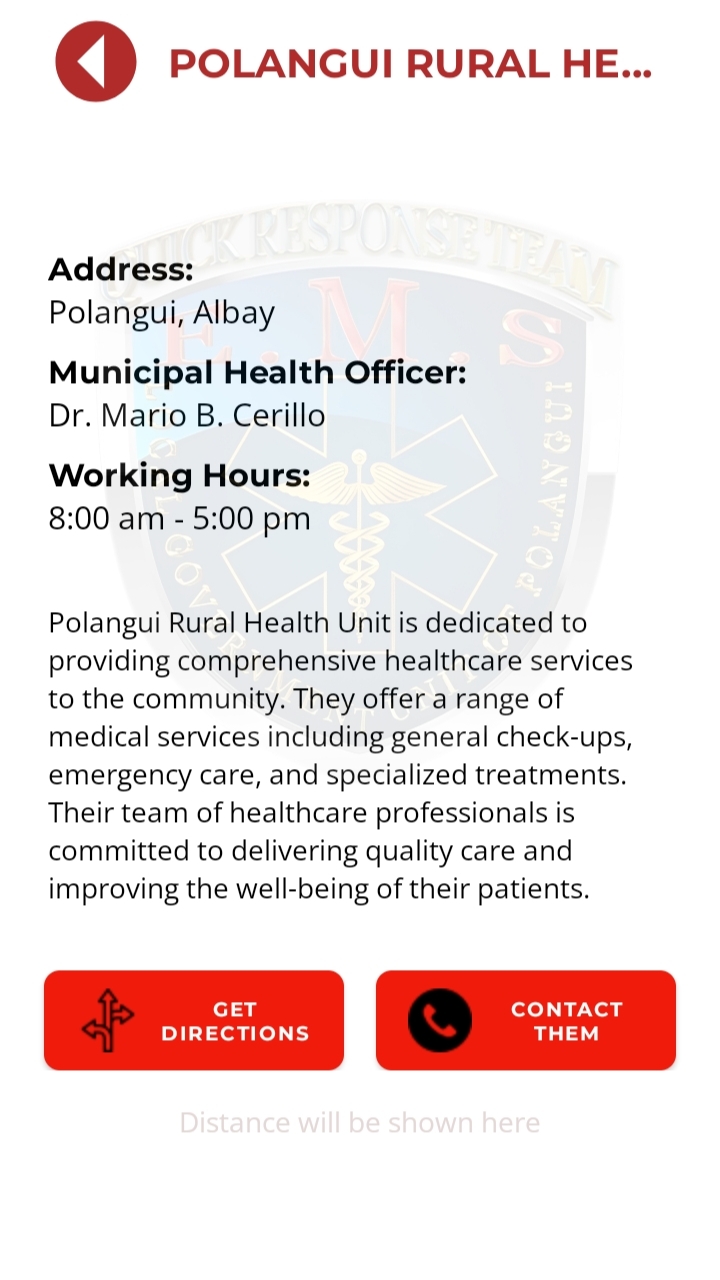 POLANGUI RURAL HE...
QUICK RESPONSE TEAM
E.M.S
Address:
Polangui, Albay
Municipal Health Officer:
Dr. Mario B. Cerillo
Working Hours:
8:00 am - 5:00 pm
LOCAL GOVERNMENT UNIT OF POLANGUI
Polangui Rural Health Unit is dedicated to
providing comprehensive healthcare services
to the community. They offer a range of
medical services including general check-ups,
emergency care, and specialized treatments.
Their team of healthcare professionals is
committed to delivering quality care and
improving the well-being of their patients.
GET
DIRECTIONS
CONTACT
THEM
Distance will be shown here